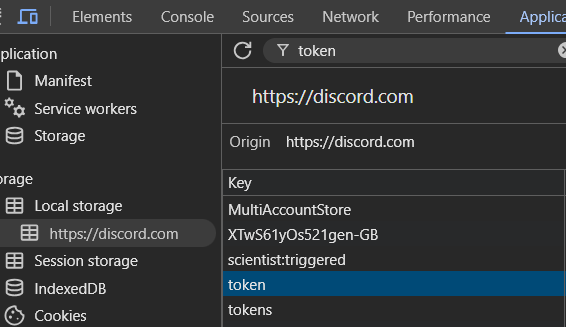 Elements Console Sources Network Performance Applica
plication
token
Manifest
https://discord.com
Service workers
Storage
Origin https://discord.com
orage
Key
Local storage
MultiAccountStore
https://discord.com
XTwS61yOs521gen-GB
Session storage
scientist:triggered
IndexedDB
token
Cookies
tokens